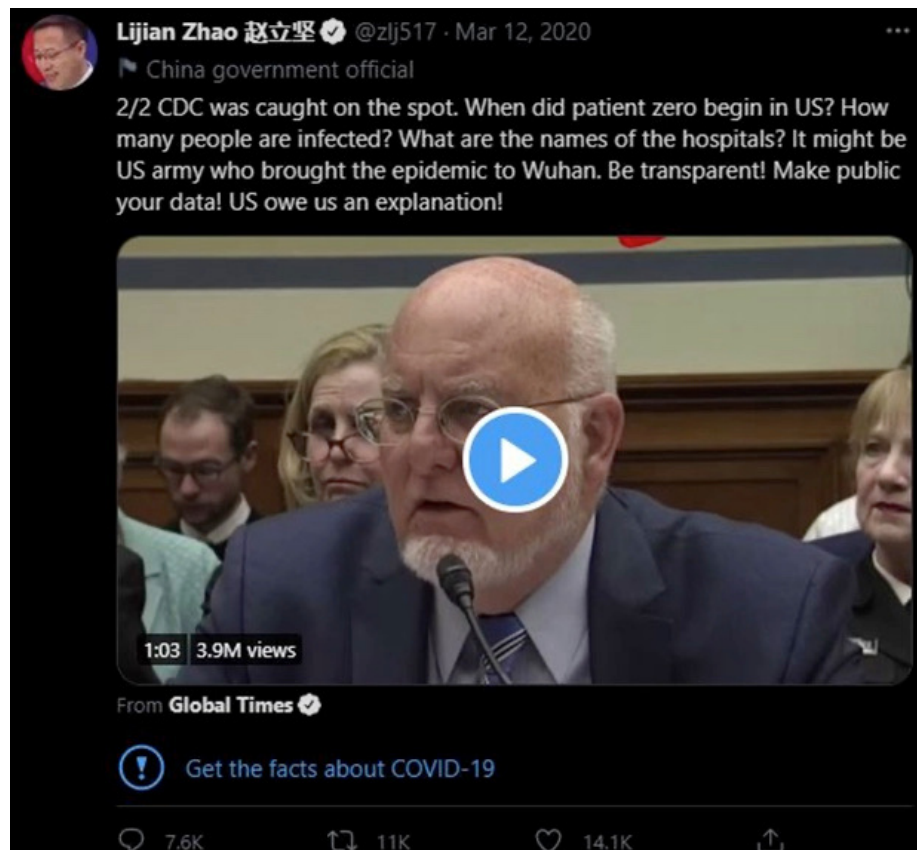 Lijian Zhao 赵立坚 @zlj517 · Mar 12, 2020
China government official
2/2 CDC was caught on the spot. When did patient zero begin in US? How
many people are infected? What are the names of the hospitals? It might be
US army who brought the epidemic to Wuhan. Be transparent! Make public
your data! US owe us an explanation!
1:03 3.9M views
From Global Times
Get the facts about COVID-19
7.6K 11K 14.1K